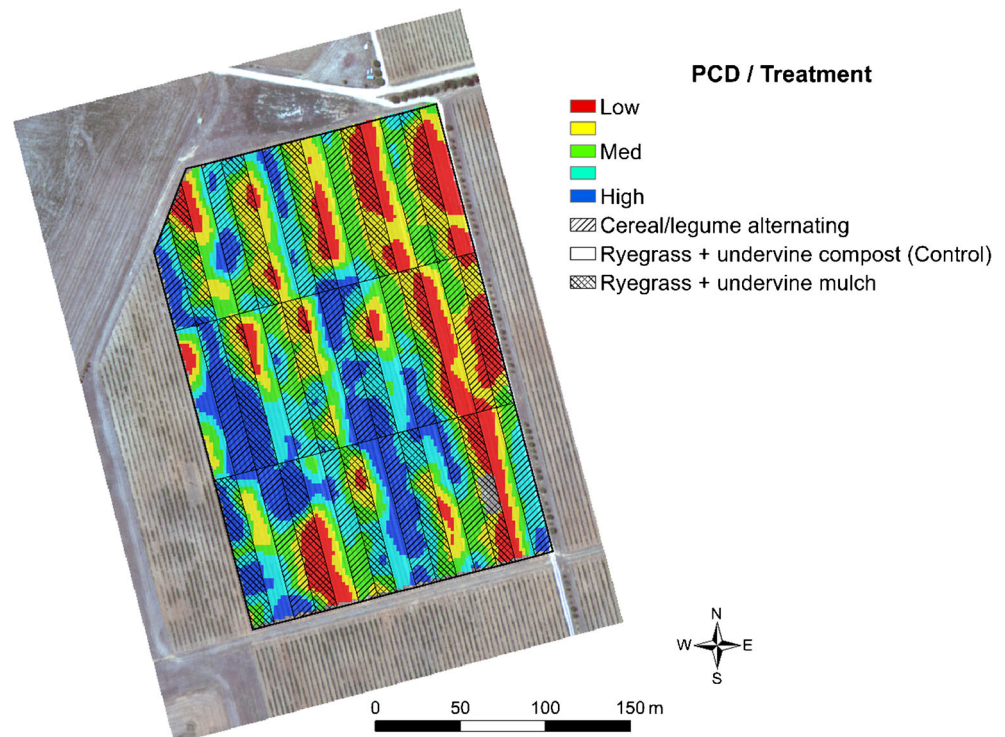 PCD / Treatment
Low
Med
High
Cereal/legume alternating
Ryegrass + undervine compost (Control)
Ryegrass + undervine mulch
N
W E
S
0 50 100 150 m